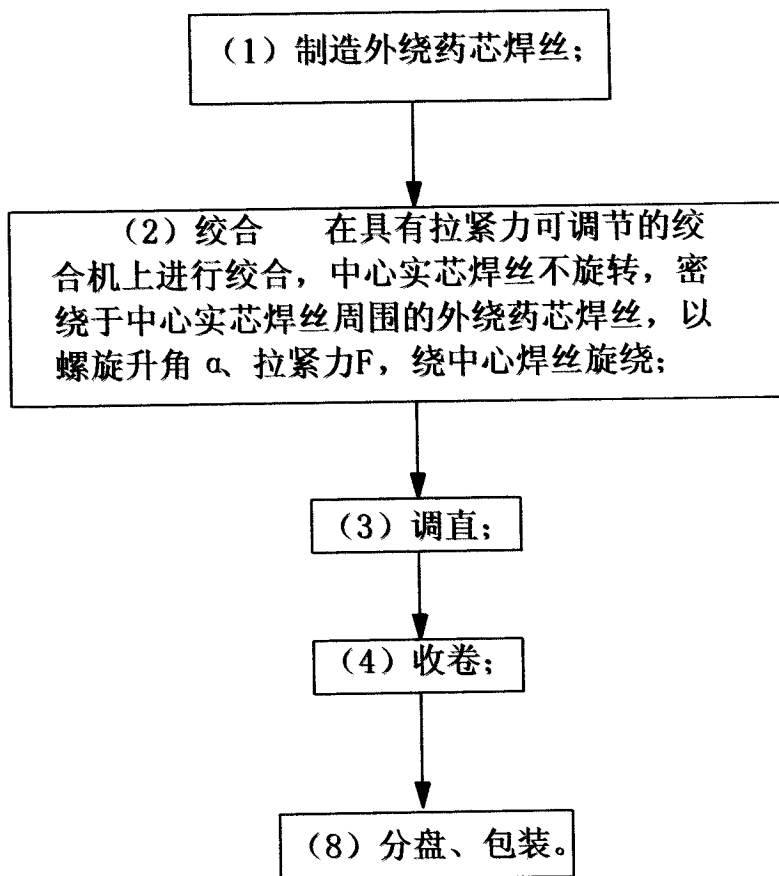 （1）制造外绕药芯焊丝；
（2）绞合　　在具有拉紧力可调节的绞
合机上进行绞合，中心实芯焊丝不旋转，密
绕于中心实芯焊丝周围的外绕药芯焊丝，以
螺旋升角 α、拉紧力F，绕中心焊丝旋绕；
（3）调直；
（4）收卷；
（8）分盘、包装。